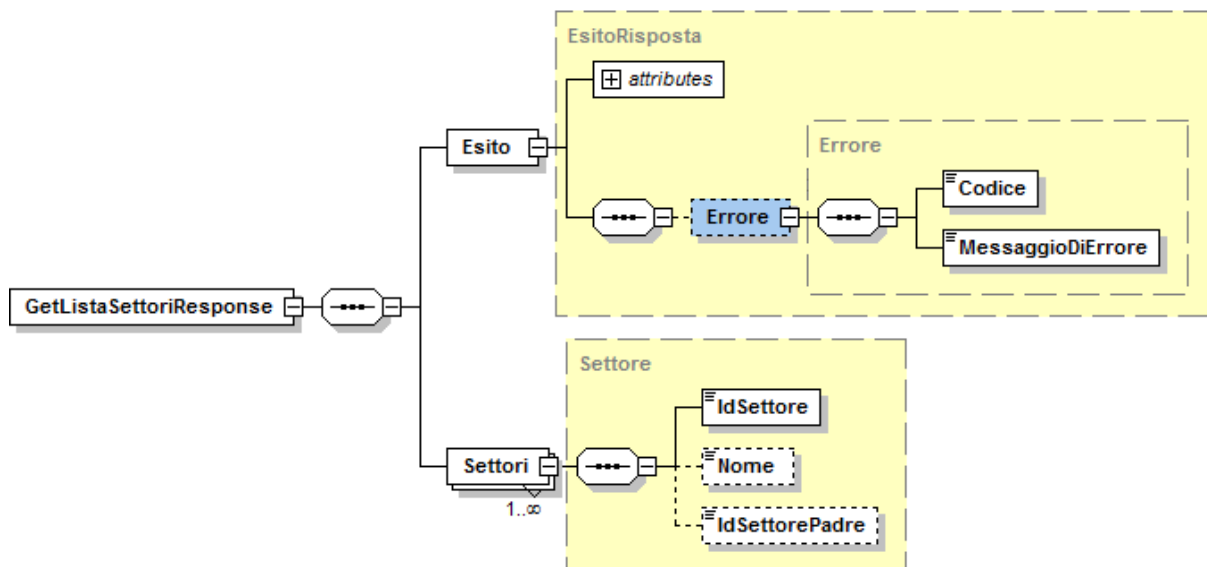 EsitoRisposta
attributes
Esito
Errore
Codice
Errore
MessaggioDiErrore
GetListaSettoriResponse
Settore
IdSettore
Settori
Nome
1..∞
IdSettorePadre